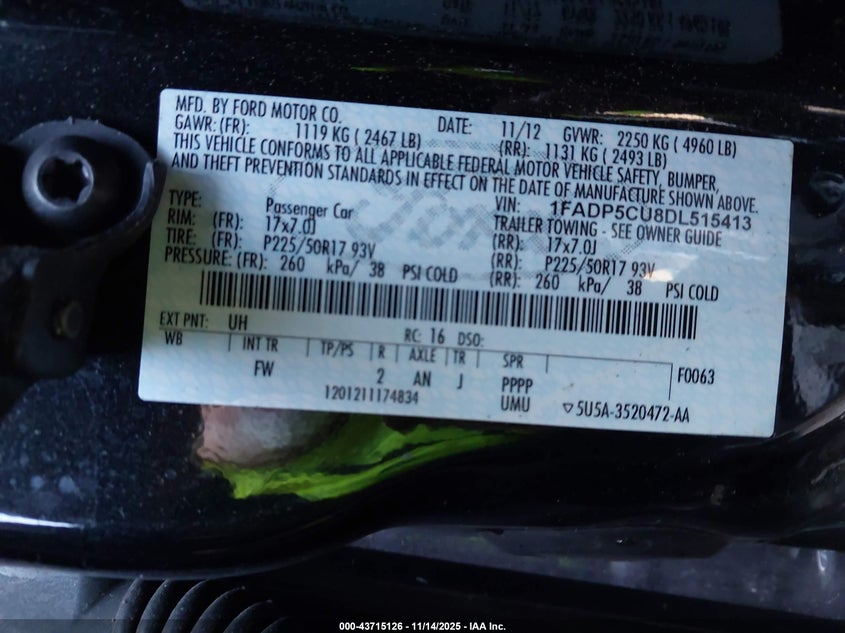 MFD. BY FORD MOTOR CO.
DATE: 11/12 GVWR: 2250 KG ( 4960 LB)
GAWR: (FR): 1119 KG ( 2467 LB) (RR): 1131 KG ( 2493 LB)
THIS VEHICLE CONFORMS TO ALL APPLICABLE FEDERAL MOTOR VEHICLE SAFETY, BUMPER,
AND THEFT PREVENTION STANDARDS IN EFFECT ON THE DATE OF MANUFACTURE SHOWN ABOVE.
VIN: 1FADP5CU8DL515413
TYPE: Passenger Car TRAILER TOWING - SEE OWNER GUIDE
RIM: (FR): 17x7.0J (RR): 17x7.0J
TIRE: (FR): P225/50R17 93V (RR): P225/50R17 93V
PRESSURE: (FR): 260 kPa/ 38 PSI COLD (RR): 260 kPa/ 38 PSI COLD
EXT PNT: UH RC: 16 DSO:
WB INT TR TP/PS R AXLE TR SPR
FW 2 AN J PPPP F0063
1201211174834 UMU ▽5U5A-3520472-AA
000-43715126 - 11/14/2025 - IAA Inc.